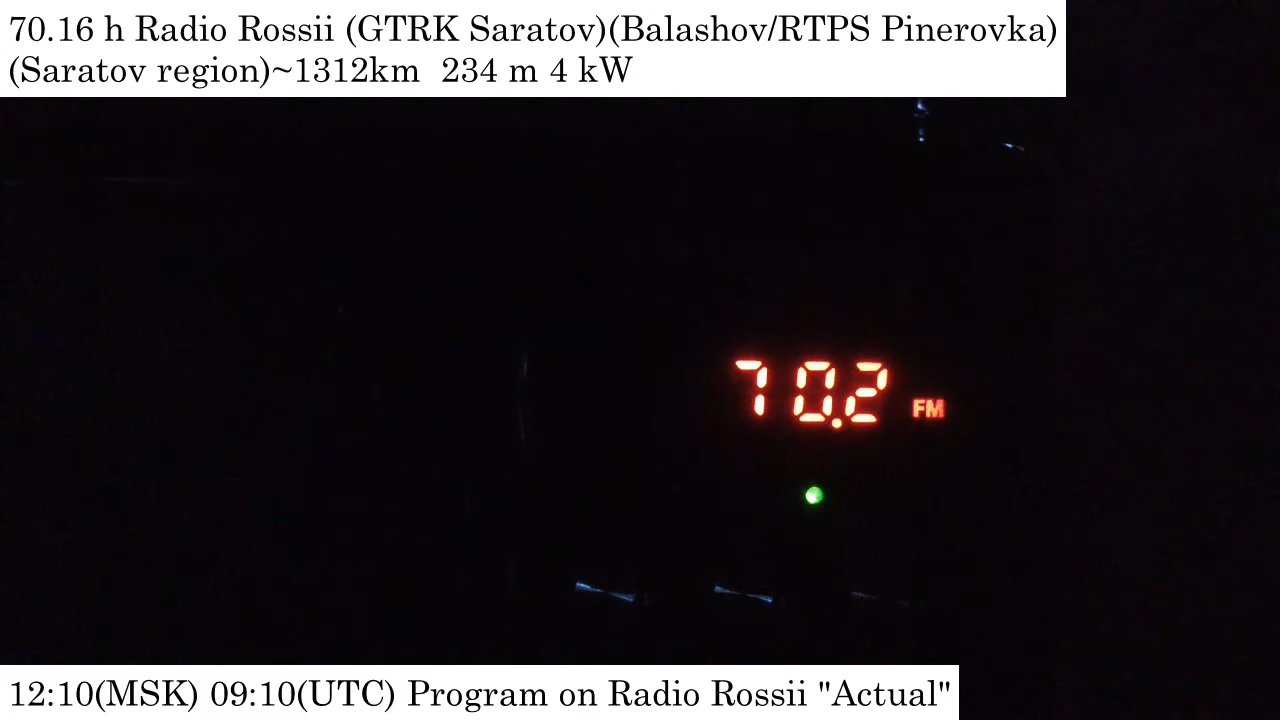 70.16 h Radio Rossii (GTRK Saratov)(Balashov/RTPS Pinerovka)
(Saratov region)~1312km  234 m 4 kW
70.2 FM
12:10(MSK) 09:10(UTC) Program on Radio Rossii "Actual"